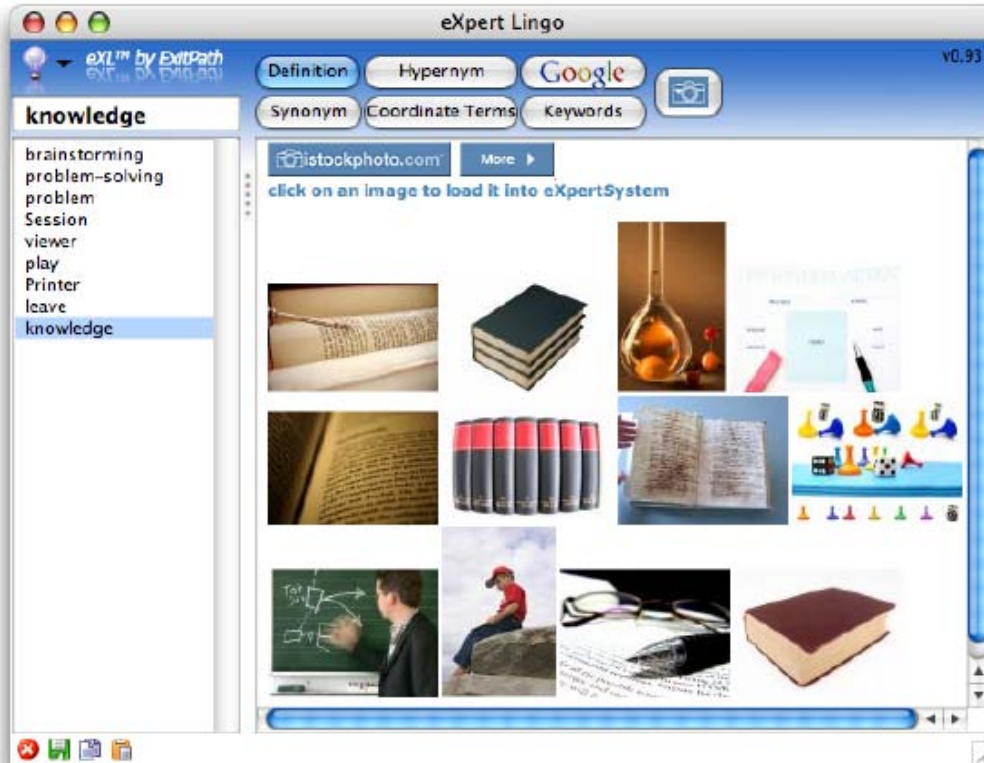 eXpert Lingo
eXL™ by ExitPath
v0.93
Definition
Hypernym
Google
Synonym
Coordinate Terms
Keywords
knowledge
brainstorming
problem-solving
problem
Session
viewer
play
Printer
leave
knowledge
istockphoto.com
More
click on an image to load it into eXpertSystem